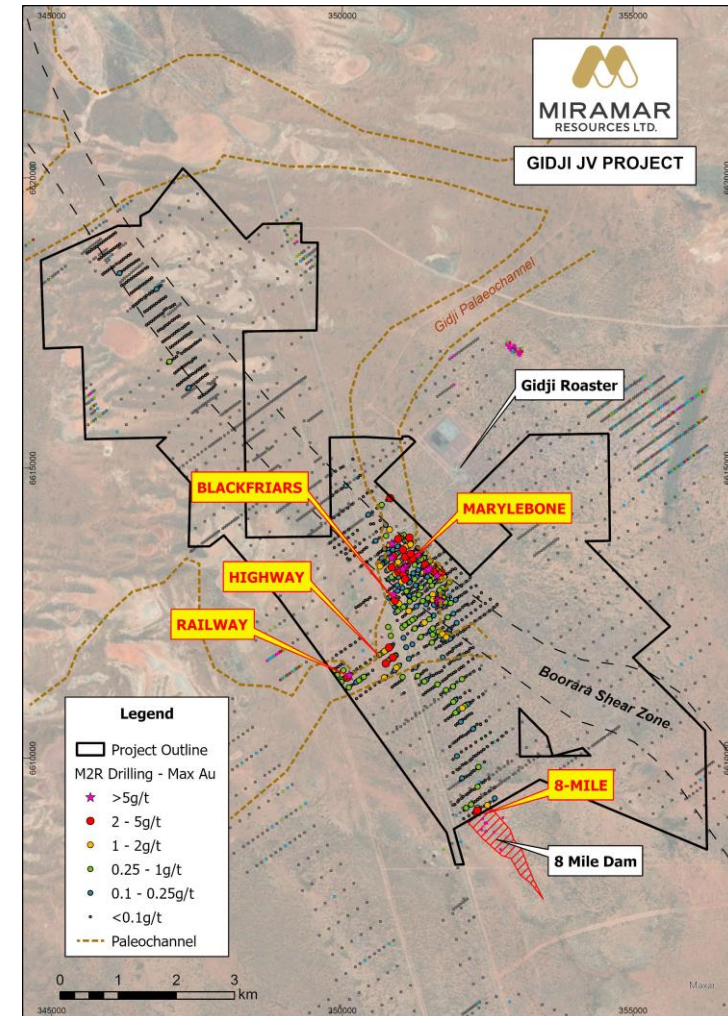 345000
350000
355000
MIRAMAR
RESOURCES LTD.
GIDJI JV PROJECT
6620000
6620000
Gidji Palaeochannel
Gidji Roaster
6615000
6615000
BLACKFRIARS
MARYLEBONE
HIGHWAY
RAILWAY
Boorara Shear Zone
6610000
6610000
8-MILE
8 Mile Dam
Legend
Project Outline
M2R Drilling - Max Au
>5g/t
2 - 5g/t
1 - 2g/t
0.25 - 1g/t
0.1 - 0.25g/t
<0.1g/t
Paleochannel
0 1 2 3
km
Maxar
345000
350000
355000